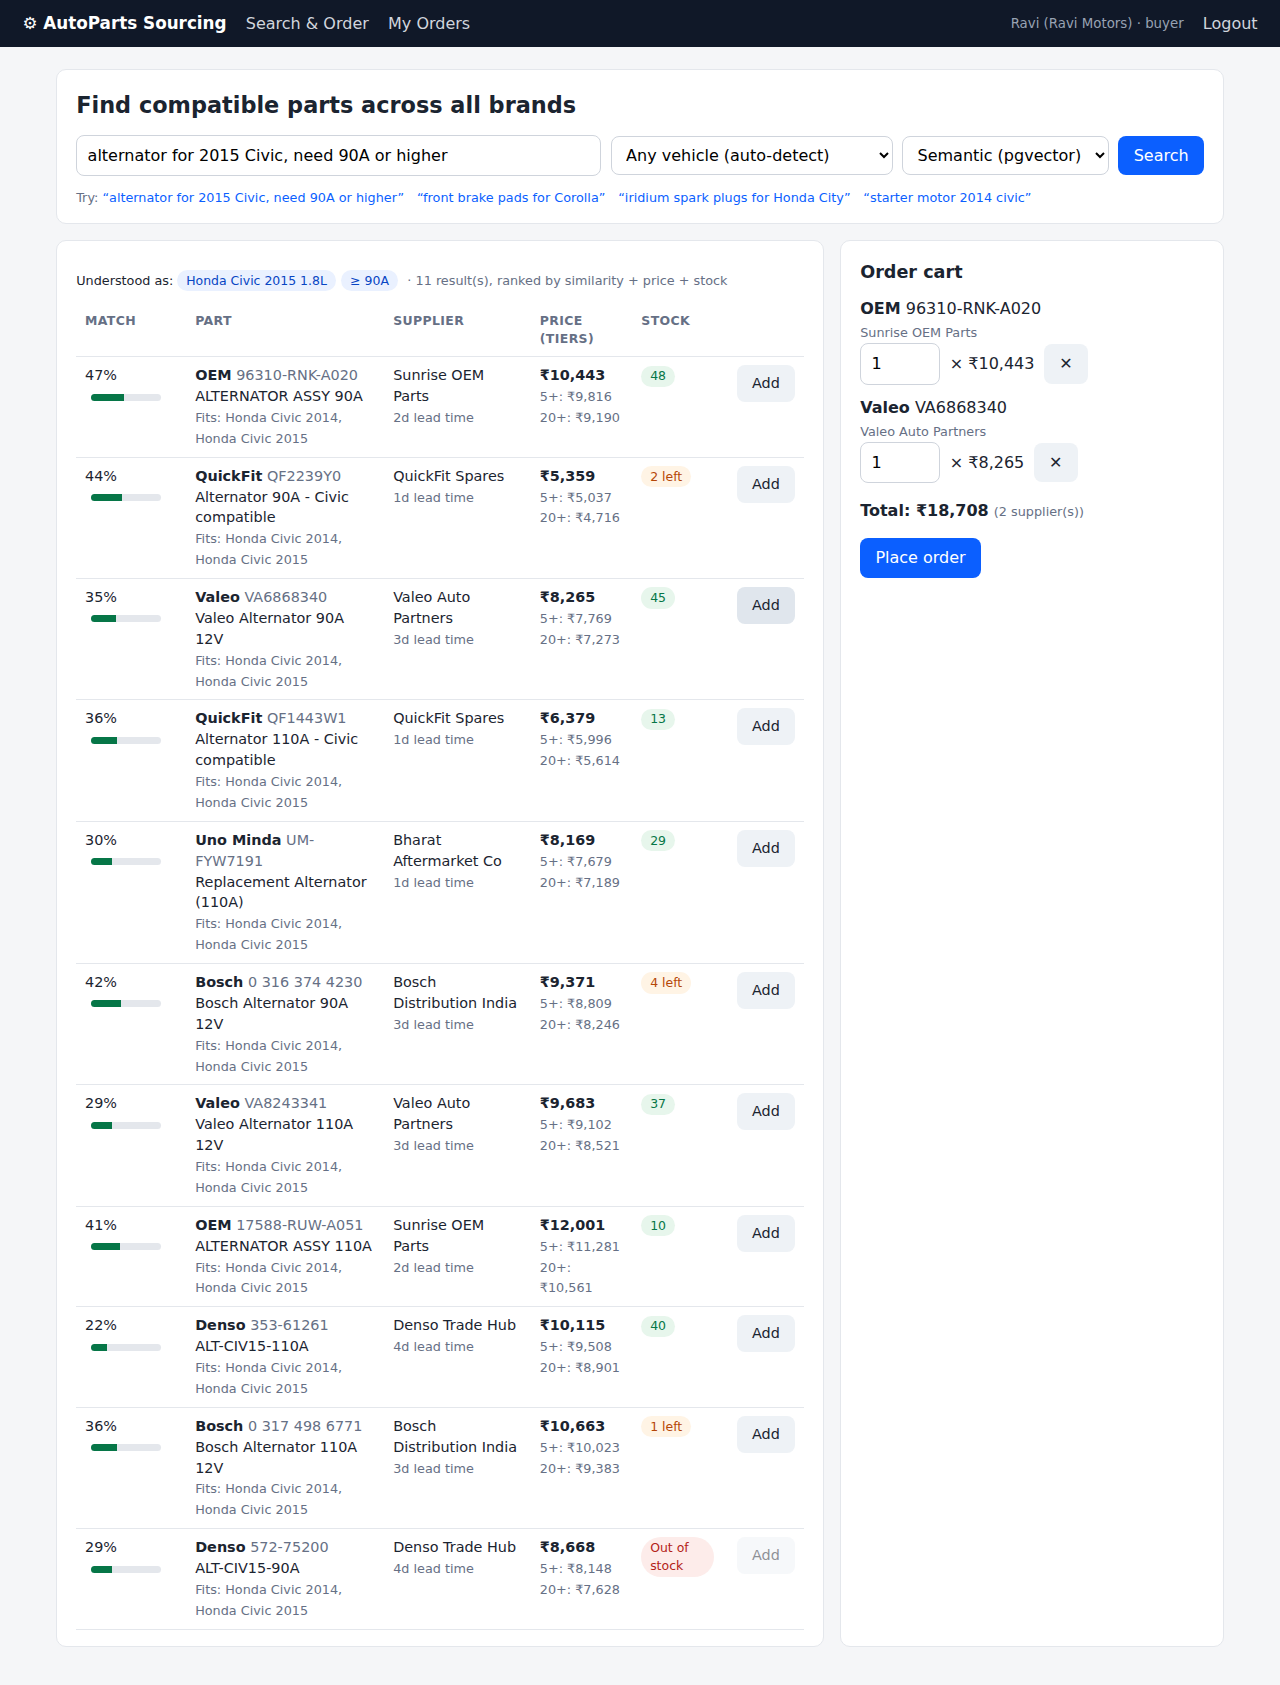 ⚙ AutoParts Sourcing Search & Order My Orders Ravi (Ravi Motors) · buyer Logout
Find compatible parts across all brands
alternator for 2015 Civic, need 90A or higher Any vehicle (auto-detect) Semantic (pgvector) Search
Try: “alternator for 2015 Civic, need 90A or higher” “front brake pads for Corolla” “iridium spark plugs for Honda City” “starter motor 2014 civic”
Understood as: Honda Civic 2015 1.8L ≥ 90A · 11 result(s), ranked by similarity + price + stock
MATCH PART SUPPLIER PRICE (TIERS) STOCK
47%
OEM 96310-RNK-A020
ALTERNATOR ASSY 90A
Fits: Honda Civic 2014,
Honda Civic 2015
Sunrise OEM
Parts
2d lead time
₹10,443
5+: ₹9,816
20+: ₹9,190
48
Add
44%
QuickFit QF2239Y0
Alternator 90A - Civic
compatible
Fits: Honda Civic 2014,
Honda Civic 2015
QuickFit Spares
1d lead time
₹5,359
5+: ₹5,037
20+: ₹4,716
2 left
Add
35%
Valeo VA6868340
Valeo Alternator 90A
12V
Fits: Honda Civic 2014,
Honda Civic 2015
Valeo Auto
Partners
3d lead time
₹8,265
5+: ₹7,769
20+: ₹7,273
45
Add
36%
QuickFit QF1443W1
Alternator 110A - Civic
compatible
Fits: Honda Civic 2014,
Honda Civic 2015
QuickFit Spares
1d lead time
₹6,379
5+: ₹5,996
20+: ₹5,614
13
Add
30%
Uno Minda UM-
FYW7191
Replacement Alternator
(110A)
Fits: Honda Civic 2014,
Honda Civic 2015
Bharat
Aftermarket Co
1d lead time
₹8,169
5+: ₹7,679
20+: ₹7,189
29
Add
42%
Bosch 0 316 374 4230
Bosch Alternator 90A
12V
Fits: Honda Civic 2014,
Honda Civic 2015
Bosch
Distribution India
3d lead time
₹9,371
5+: ₹8,809
20+: ₹8,246
4 left
Add
29%
Valeo VA8243341
Valeo Alternator 110A
12V
Fits: Honda Civic 2014,
Honda Civic 2015
Valeo Auto
Partners
3d lead time
₹9,683
5+: ₹9,102
20+: ₹8,521
37
Add
41%
OEM 17588-RUW-A051
ALTERNATOR ASSY 110A
Fits: Honda Civic 2014,
Honda Civic 2015
Sunrise OEM
Parts
2d lead time
₹12,001
5+: ₹11,281
20+:
₹10,561
10
Add
22%
Denso 353-61261
ALT-CIV15-110A
Fits: Honda Civic 2014,
Honda Civic 2015
Denso Trade Hub
4d lead time
₹10,115
5+: ₹9,508
20+: ₹8,901
40
Add
36%
Bosch 0 317 498 6771
Bosch Alternator 110A
12V
Fits: Honda Civic 2014,
Honda Civic 2015
Bosch
Distribution India
3d lead time
₹10,663
5+: ₹10,023
20+: ₹9,383
1 left
Add
29%
Denso 572-75200
ALT-CIV15-90A
Fits: Honda Civic 2014,
Honda Civic 2015
Denso Trade Hub
4d lead time
₹8,668
5+: ₹8,148
20+: ₹7,628
Out of
stock
Add
Order cart
OEM 96310-RNK-A020
Sunrise OEM Parts
1 × ₹10,443 ✕
Valeo VA6868340
Valeo Auto Partners
1 × ₹8,265 ✕
Total: ₹18,708 (2 supplier(s))
Place order